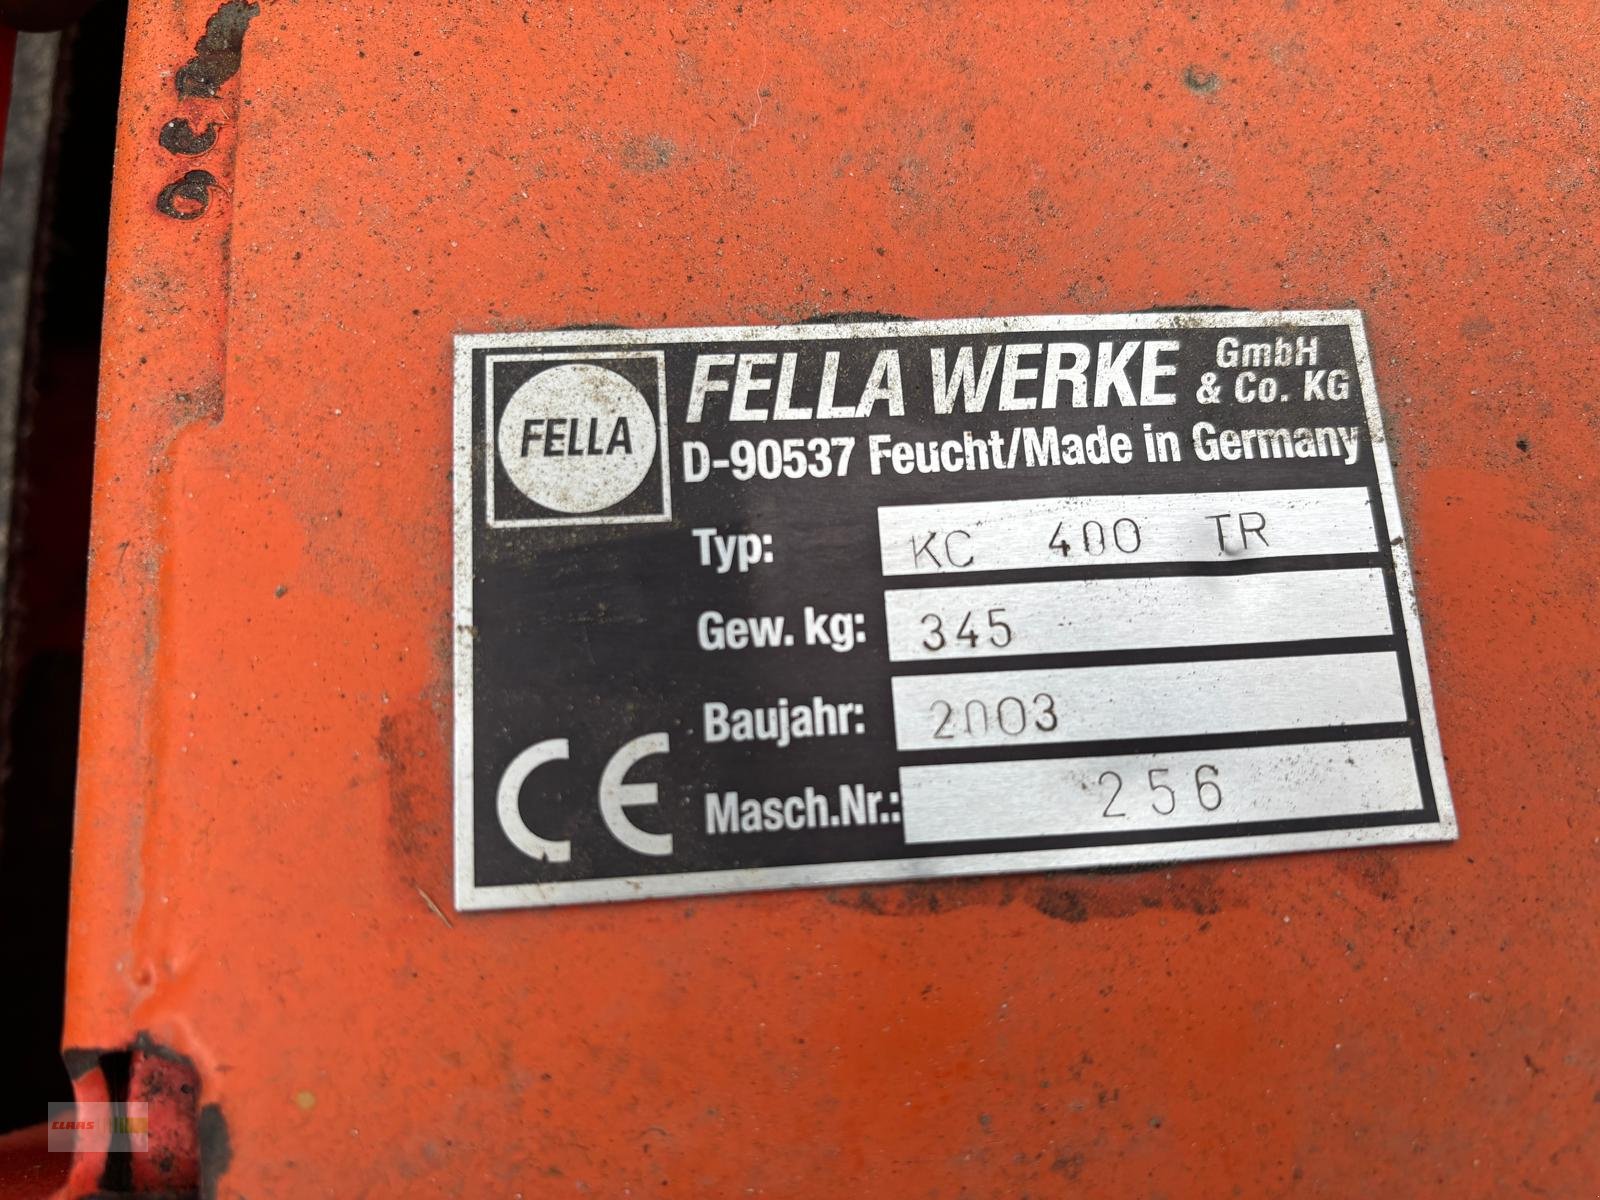 FELLA
FELLA WERKE GmbH & Co. KG
D-90537 Feucht/Made in Germany
Typ: KC 400 TR
Gew. kg: 345
Baujahr: 2003
Masch.Nr.: 256
CE
CLAAS